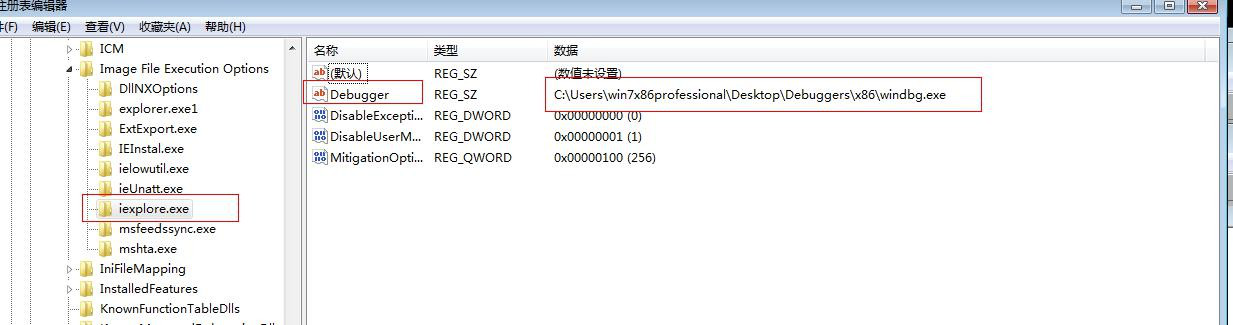 注册表编辑器
件(F) 编辑(E) 查看(V) 收藏夹(A) 帮助(H)
ICM
Image File Execution Options
DllNXOptions
explorer.exe1
ExtExport.exe
IEInstal.exe
ielowutil.exe
ieUnatt.exe
iexplore.exe
msfeedssync.exe
mshta.exe
IniFileMapping
InstalledFeatures
KnownFunctionTableDlls
名称 类型 数据
(默认) REG_SZ (数值未设置)
Debugger REG_SZ C:\Users\win7x86professional\Desktop\Debuggers\x86\windbg.exe
DisableExcepti... REG_DWORD 0x00000000 (0)
DisableUserM... REG_DWORD 0x00000001 (1)
MitigationOpti... REG_QWORD 0x00000100 (256)